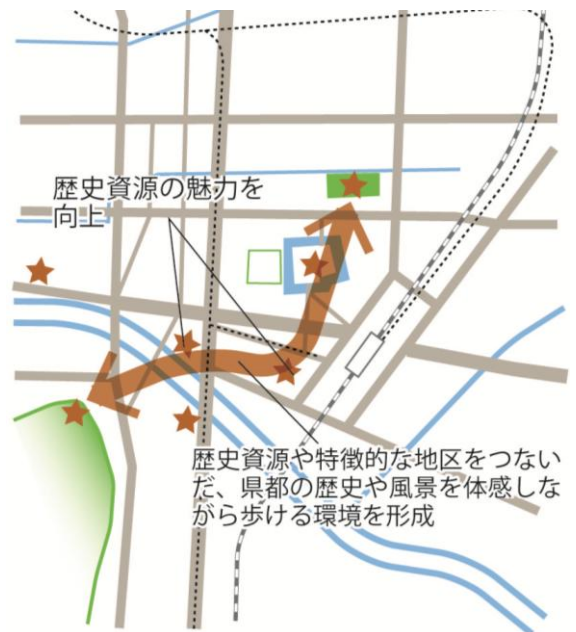 歴史資源の魅力を
向上
歴史資源や特徴的な地区をつない
だ、県都の歴史や風景を体感しな
がら歩ける環境を形成